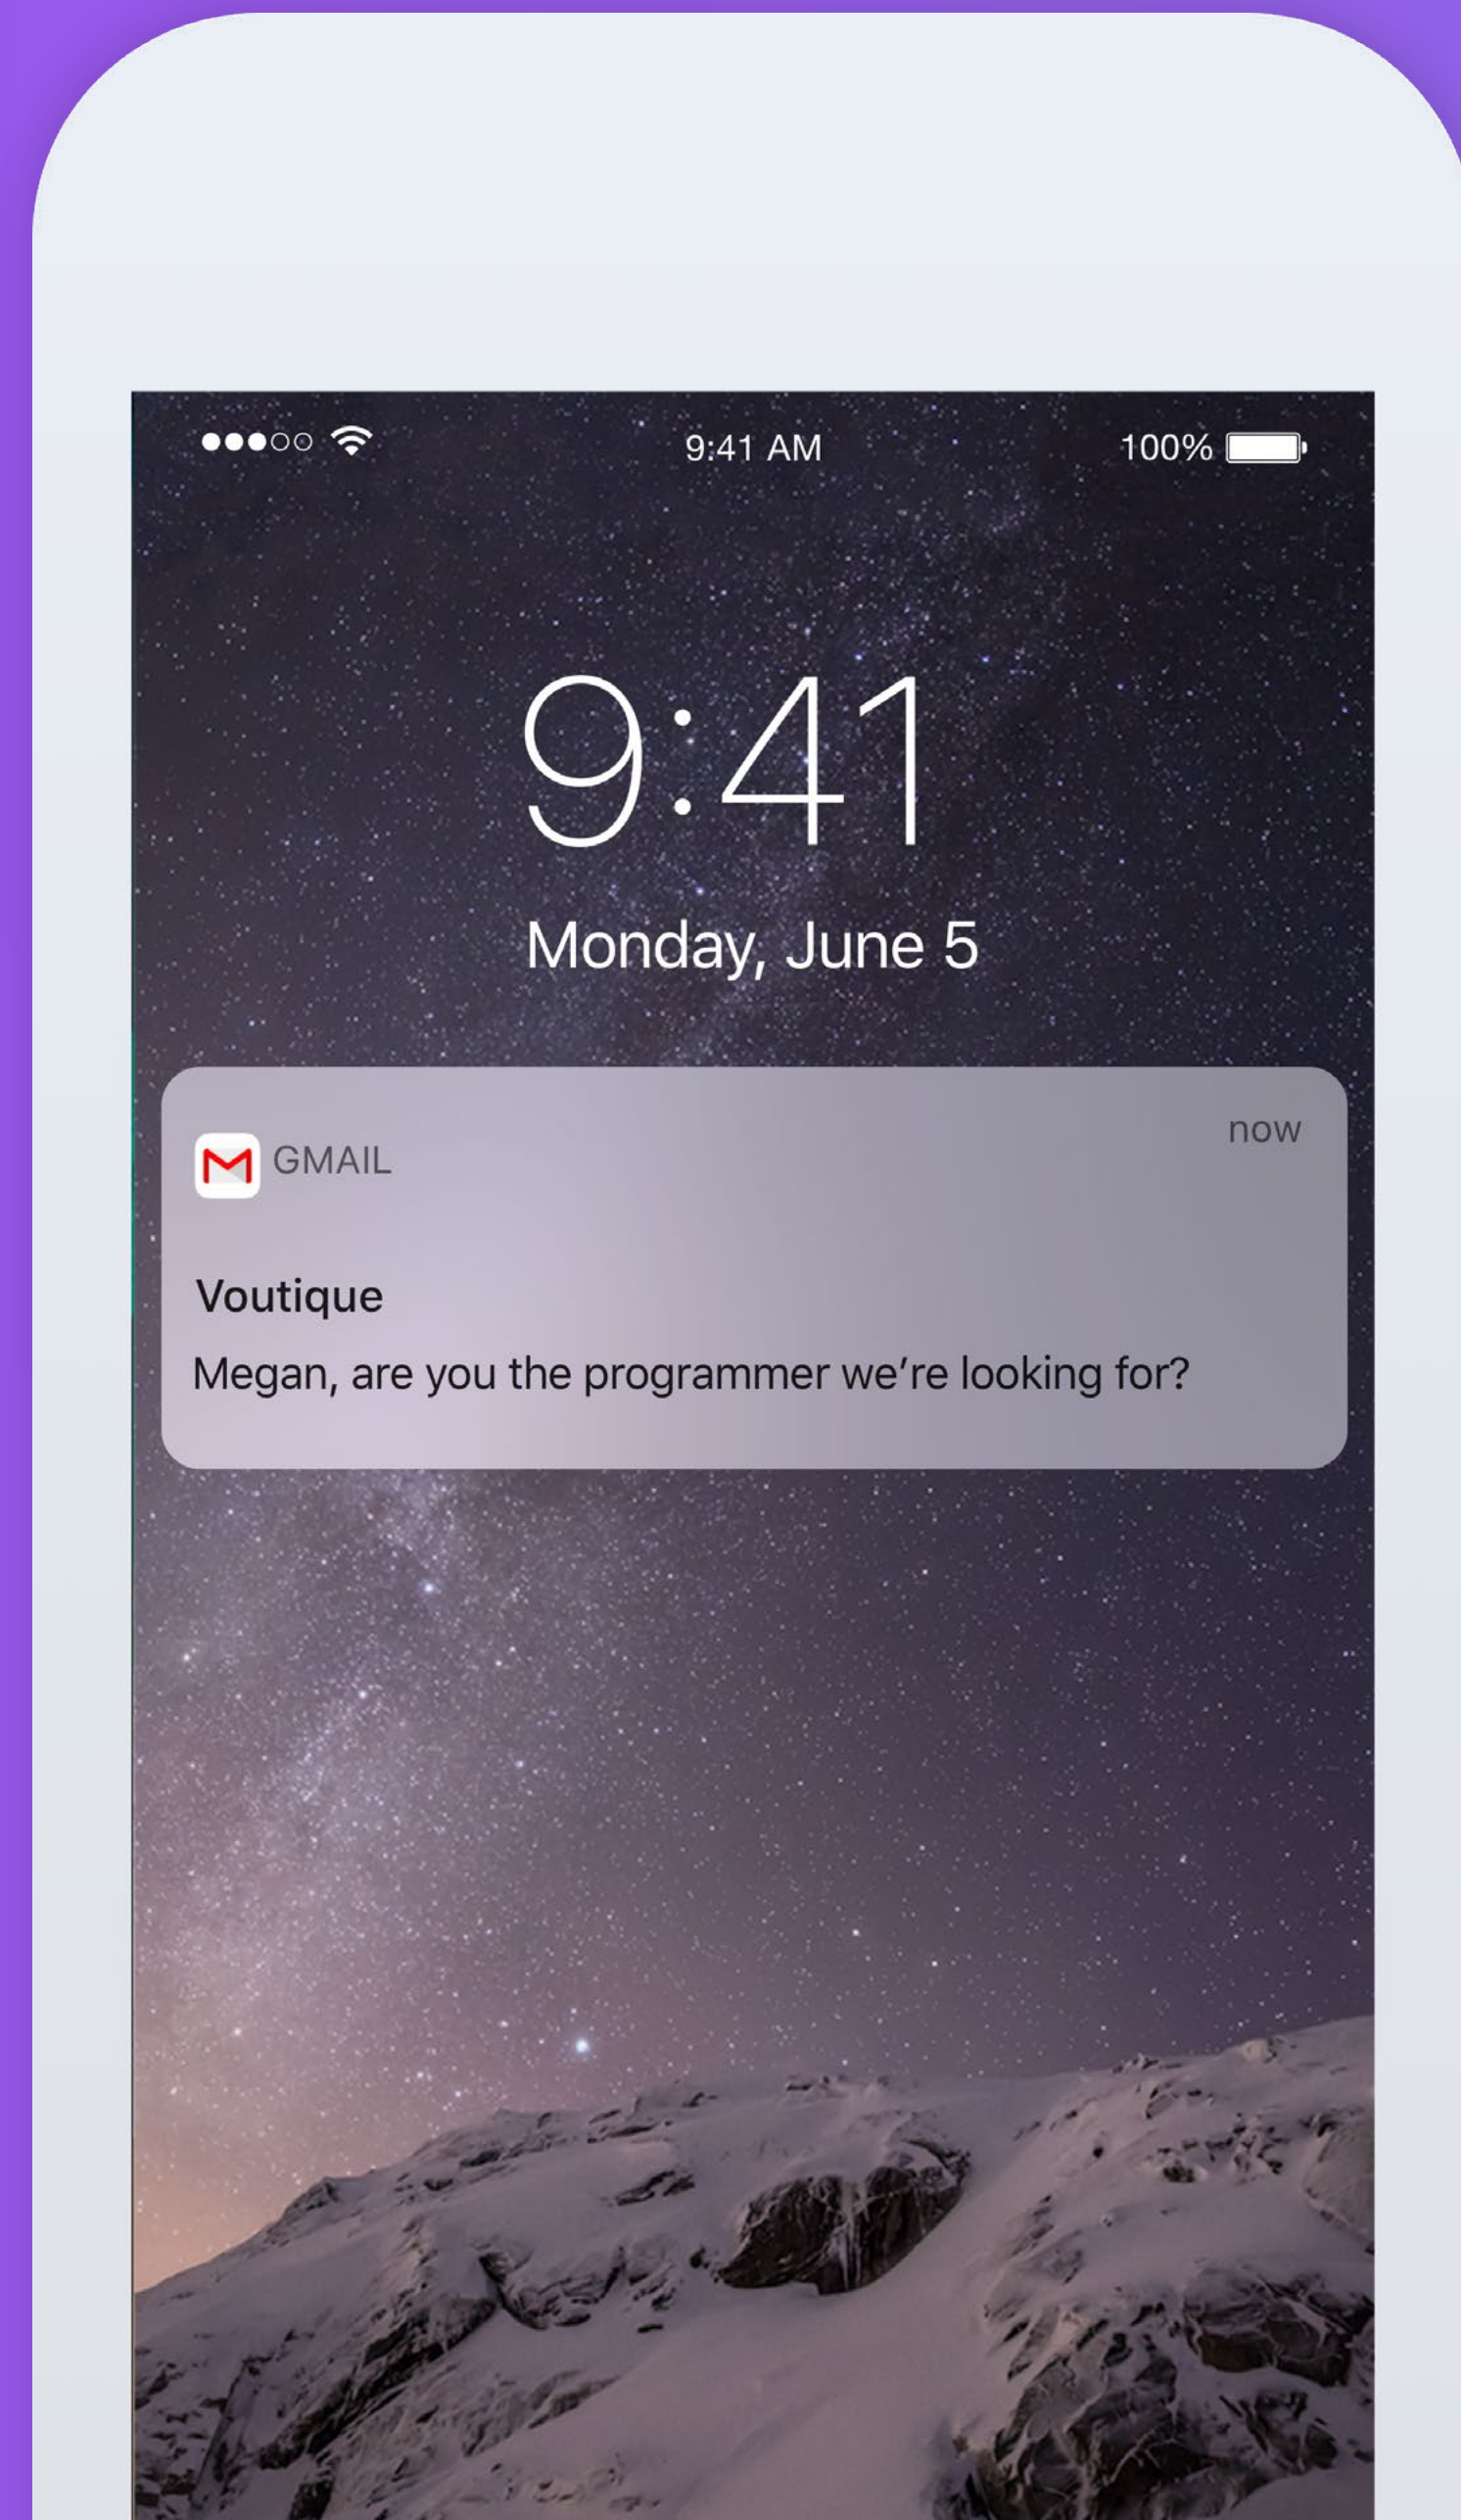 9:41 AM
100%
9:41
Monday, June 5
GMAIL
now
Voutique
Megan, are you the programmer we’re looking for?